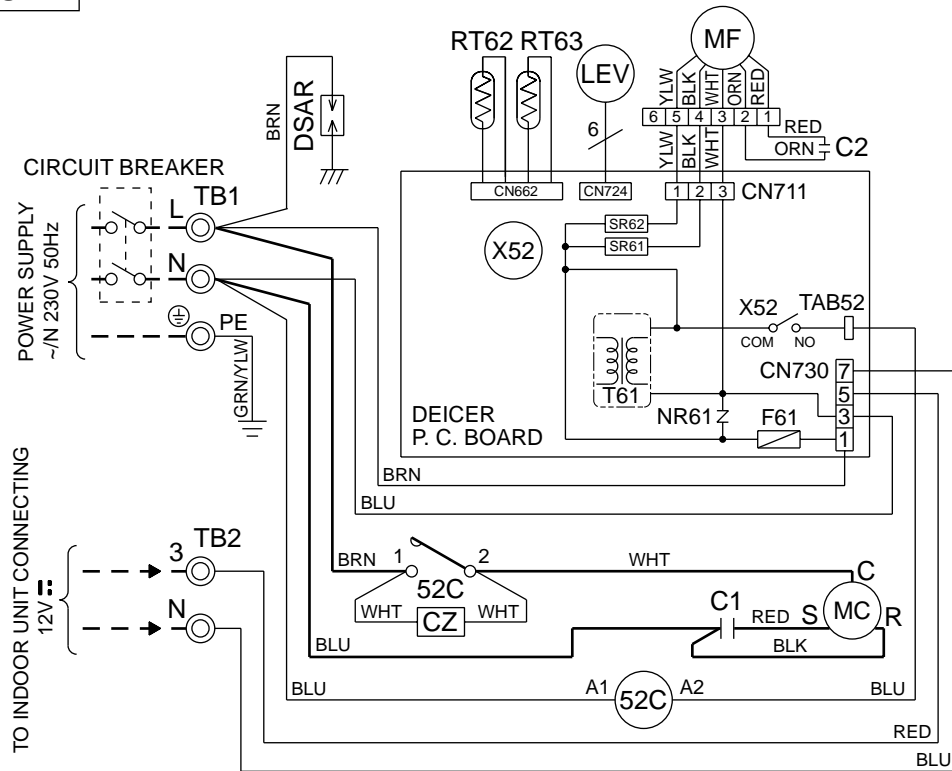 RT62 RT63
LEV
MF
YLW
BLK
WHT
ORN
RED
6 5 4 3 2 1
RED
ORN
C2
6
YLW
BLK
WHT
BRN
DSAR
CIRCUIT BREAKER
POWER SUPPLY
~/N 230V 50Hz
L
TB1
N
PE
GRN/YLW
CN662
CN724
1 2 3
CN711
SR62
SR61
X52
X52
TAB52
COM
NO
T61
CN730
7
5
3
1
NR61
F61
DEICER
P. C. BOARD
BRN
BLU
TO INDOOR UNIT CONNECTING
12V
3
TB2
N
BRN
1
2
52C
WHT
CZ
WHT
WHT
C
MC
S
R
C1
RED
BLK
BLU
BLU
A1
52C
A2
BLU
RED
BLU